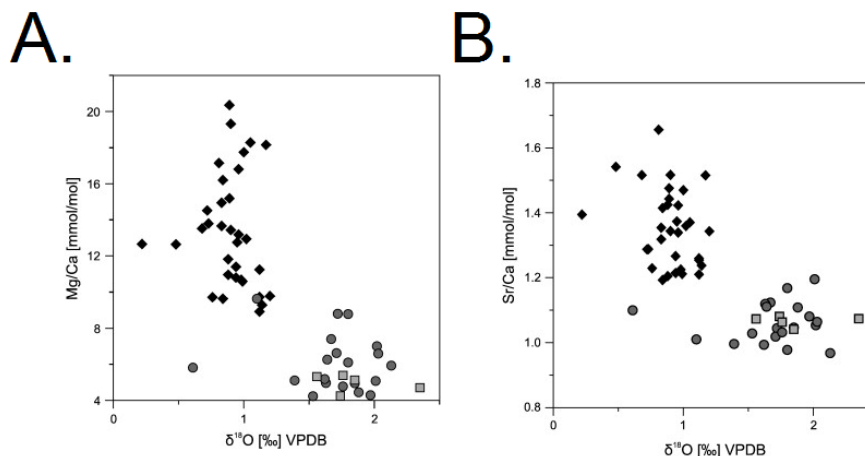 A.
B.
Mg/Ca [mmol/mol]
20
16
12
8
4
0
1
2
δ¹⁸O [‰] VPDB
Sr/Ca [mmol/mol]
1.8
1.6
1.4
1.2
1.0
0.8
0
1
2
δ¹⁸O [‰] VPDB